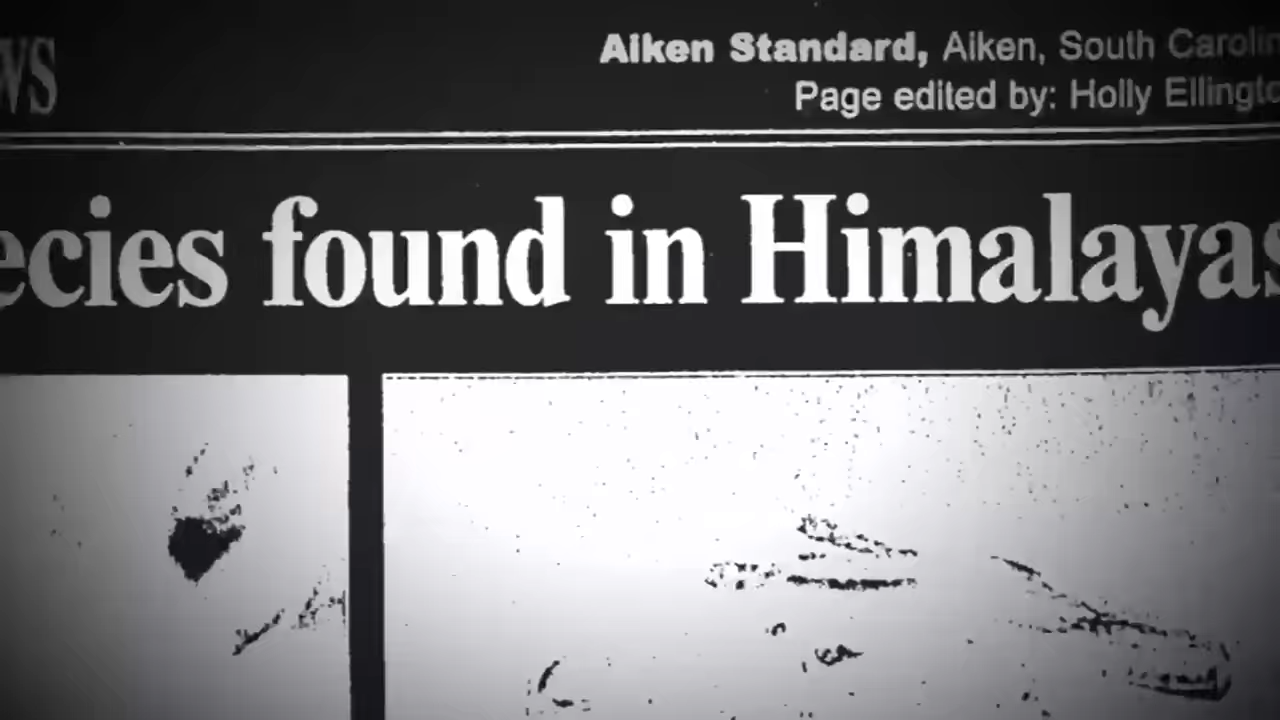 WS
Aiken Standard, Aiken, South Carolin
Page edited by: Holly Ellingto
ecies found in Himalayas